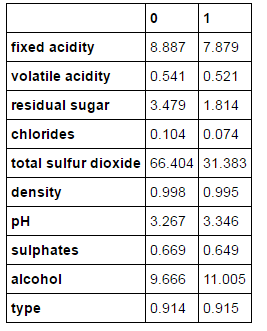 0 1
fixed acidity 8.887 7.879
volatile acidity 0.541 0.521
residual sugar 3.479 1.814
chlorides 0.104 0.074
total sulfur dioxide 66.404 31.383
density 0.998 0.995
pH 3.267 3.346
sulphates 0.669 0.649
alcohol 9.666 11.005
type 0.914 0.915